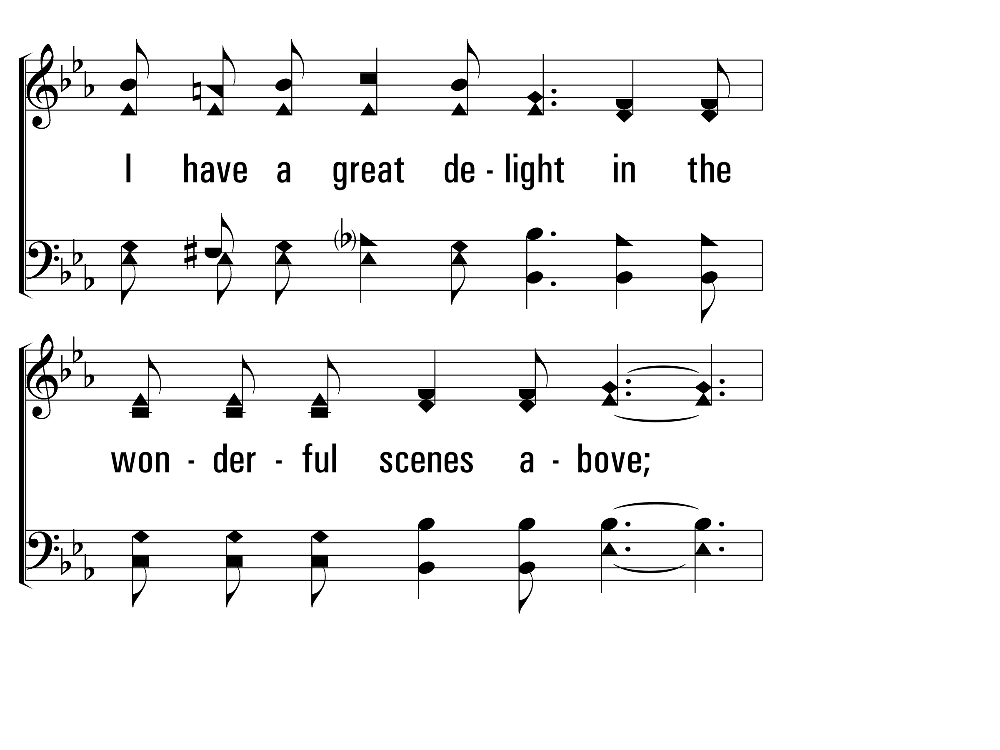 I have a great de - light in the
won - der - ful scenes a - bove;